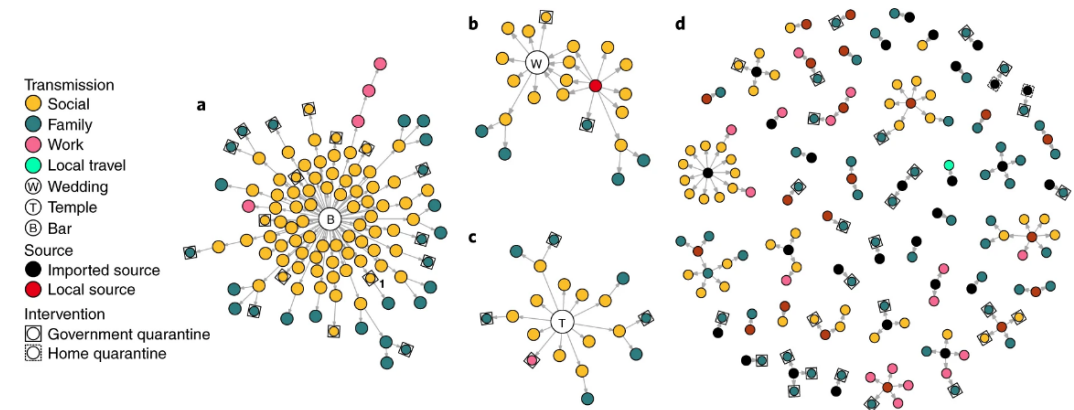 Transmission
Social
Family
Work
Local travel
W Wedding
T Temple
B Bar
Source
Imported source
Local source
Intervention
Government quarantine
Home quarantine
a
B
1
b
W
c
T
d